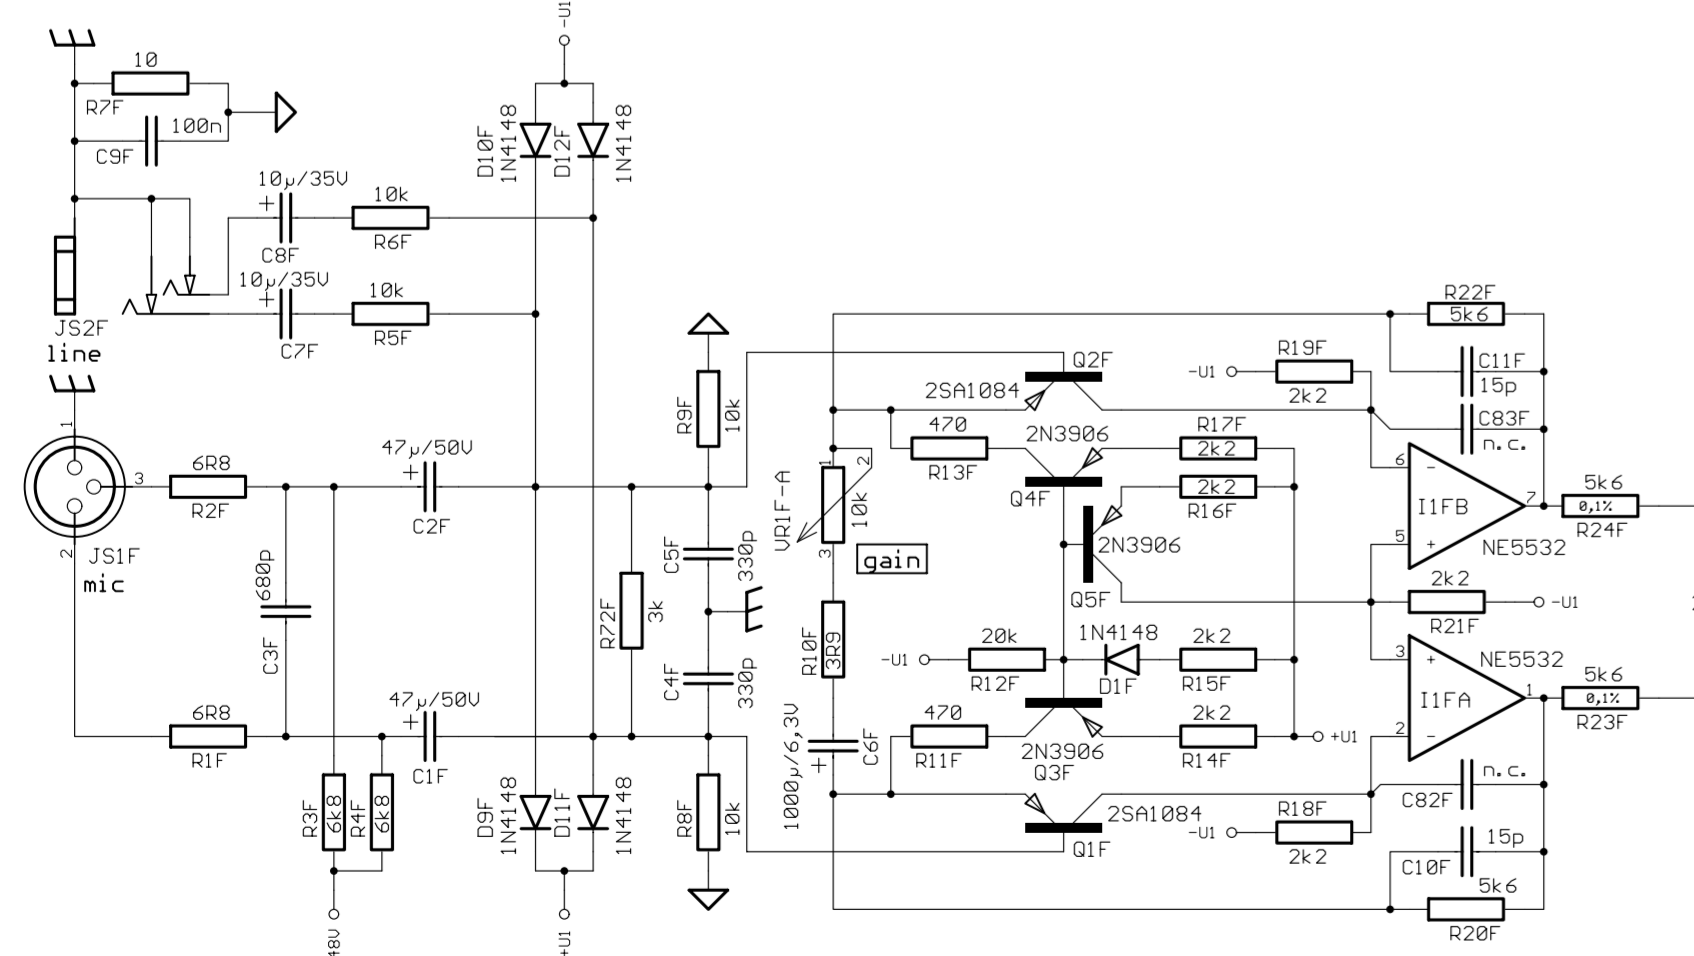 -U1
10
R7F
100n
C9F
D10F
1N4148
D12F
1N4148
10µ/35V
+
10k
C8F
R6F
10µ/35V
+
10k
C7F
R5F
JS2F
line
1
3
2
JS1F
mic
6R8
R2F
47µ/50V
+
C2F
680p
C3F
6R8
R1F
47µ/50V
+
C1F
R3F
6k8
R4F
6k8
48V
D9F
1N4148
D11F
1N4148
+U1
R9F
10k
C5F
330p
R72F
3k
C4F
330p
R8F
10k
VR1F-A
1
2
10k
3
gain
R10F
3R9
1000µ/6,3V
+
C6F
Q2F
2SA1084
470
R13F
2N3906
Q4F
R17F
2k2
2k2
R16F
2N3906
Q5F
-U1
20k
R12F
1N4148
D1F
2k2
R15F
470
R11F
2N3906
Q3F
2k2
R14F
+U1
2SA1084
Q1F
-U1
R19F
2k2
-U1
R18F
2k2
R22F
5k6
C11F
15p
C83F
n.c.
6
-
I1FB
7
5
+
NE5532
5k6
0,1%
R24F
2k2
R21F
-U1
3
+
NE5532
I1FA
1
2
-
5k6
0,1%
R23F
n.c.
C82F
15p
C10F
5k6
R20F